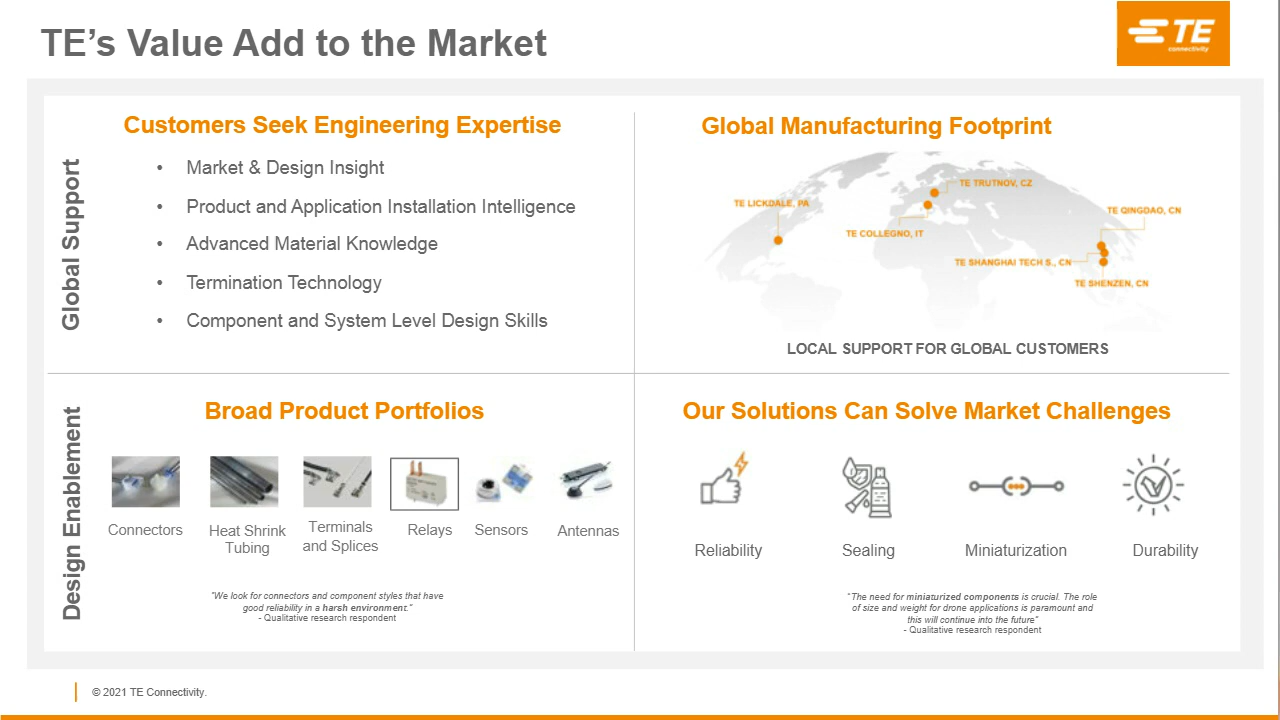 TE's Value Add to the Market
TE
connectivity
Global Support
Customers Seek Engineering Expertise
• Market & Design Insight
• Product and Application Installation Intelligence
• Advanced Material Knowledge
• Termination Technology
• Component and System Level Design Skills
Global Manufacturing Footprint
TE LICKDALE, PA
TE TRUTNOV, CZ
TE COLLEGNO, IT
TE QINGDAO, CN
TE SHANGHAI TECH S., CN
TE SHENZEN, CN
LOCAL SUPPORT FOR GLOBAL CUSTOMERS
Design Enablement
Broad Product Portfolios
Connectors
Heat Shrink
Tubing
Terminals
and Splices
Relays
Sensors
Antennas
"We look for connectors and component styles that have
good reliability in a harsh environment."
- Qualitative research respondent
Our Solutions Can Solve Market Challenges
Reliability
Sealing
Miniaturization
Durability
"The need for miniaturized components is crucial. The role
of size and weight for drone applications is paramount and
this will continue into the future"
- Qualitative research respondent
© 2021 TE Connectivity.